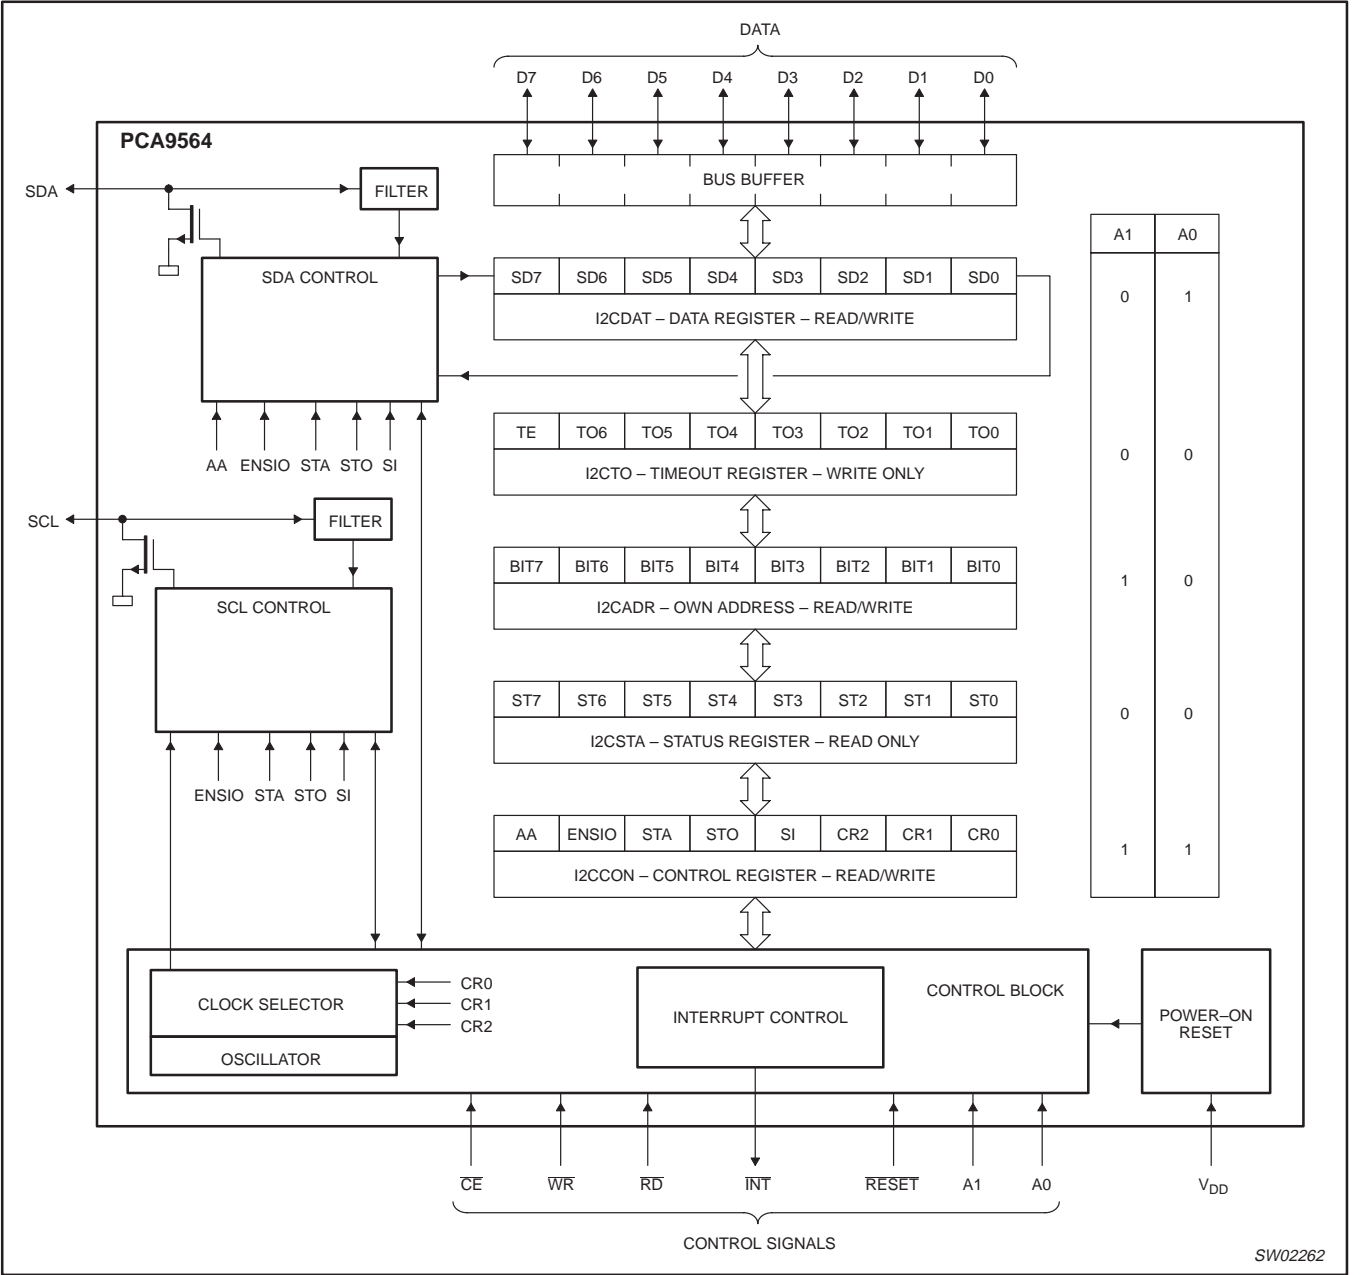 DATA
D7 D6 D5 D4 D3 D2 D1 D0
PCA9564
BUS BUFFER
SDA
FILTER
A1 A0
SDA CONTROL
SD7 SD6 SD5 SD4 SD3 SD2 SD1 SD0
0 1
I2CDAT – DATA REGISTER – READ/WRITE
TE TO6 TO5 TO4 TO3 TO2 TO1 TO0
AA ENSIO STA STO SI
I2CTO – TIMEOUT REGISTER – WRITE ONLY
0 0
SCL
FILTER
BIT7 BIT6 BIT5 BIT4 BIT3 BIT2 BIT1 BIT0
1 0
SCL CONTROL
I2CADR – OWN ADDRESS – READ/WRITE
ST7 ST6 ST5 ST4 ST3 ST2 ST1 ST0
0 0
I2CSTA – STATUS REGISTER – READ ONLY
ENSIO STA STO SI
AA ENSIO STA STO SI CR2 CR1 CR0
1 1
I2CCON – CONTROL REGISTER – READ/WRITE
CLOCK SELECTOR
CR0
CR1
CR2
OSCILLATOR
INTERRUPT CONTROL
CONTROL BLOCK
POWER–ON
RESET
C̅E̅ W̅R̅ R̅D̅ I̅N̅T̅ R̅E̅S̅E̅T̅ A1 A0 VDD
CONTROL SIGNALS
SW02262